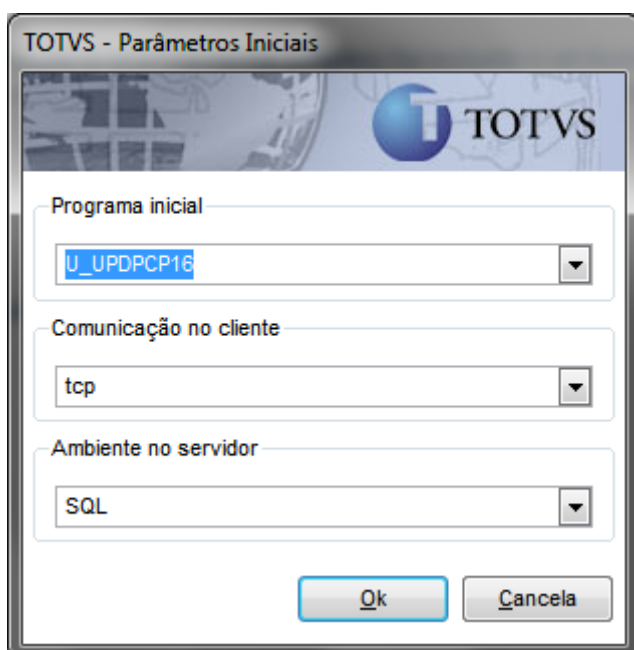 TOTVS - Parâmetros Iniciais
TOTVS
Programa inicial
U_UPDPCP16
Comunicação no cliente
tcp
Ambiente no servidor
SQL
Ok Cancela